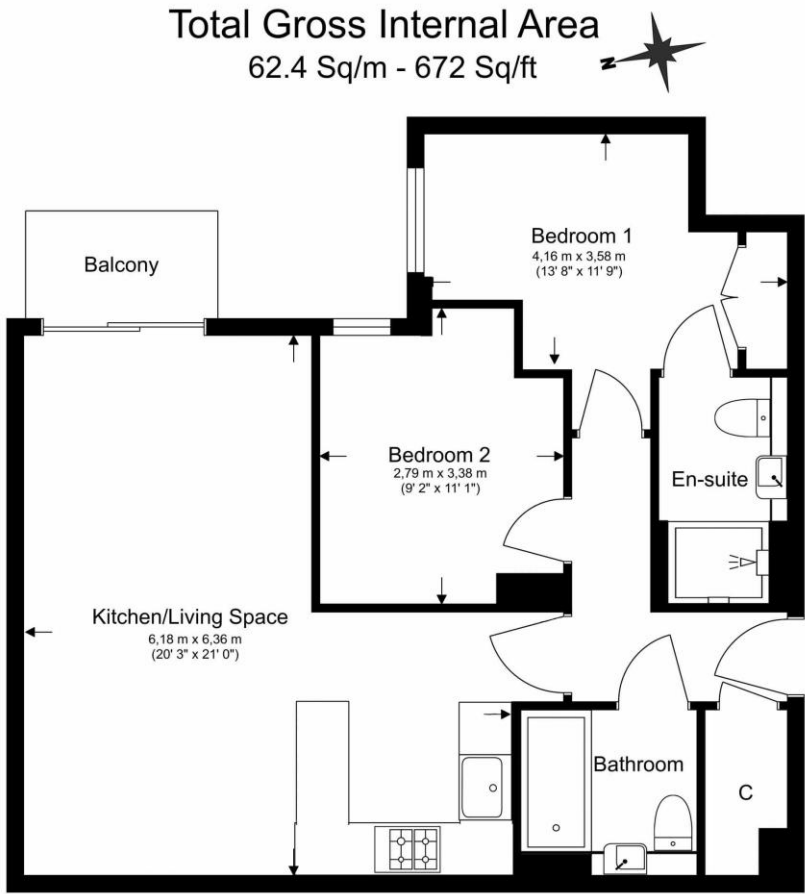 Total Gross Internal Area
62.4 Sq/m - 672 Sq/ft
N
Balcony
Bedroom 1
4,16 m x 3,58 m
(13' 8" x 11' 9")
Bedroom 2
2,79 m x 3,38 m
(9' 2" x 11' 1")
En-suite
Kitchen/Living Space
6,18 m x 6,36 m
(20' 3" x 21' 0")
Bathroom
C